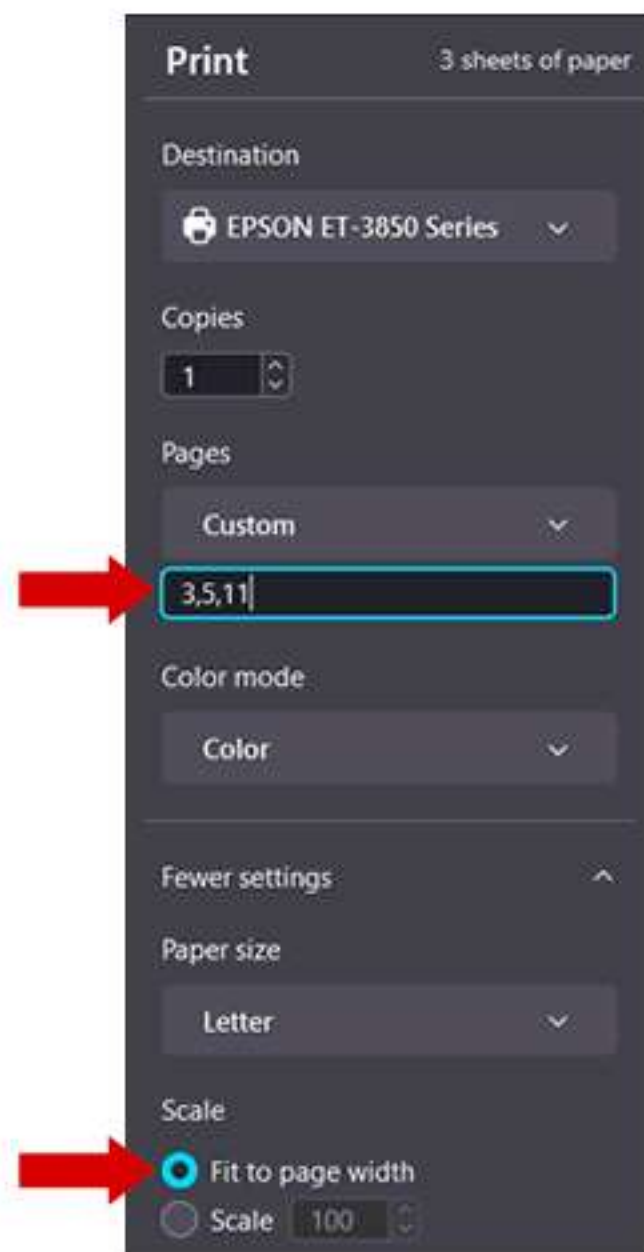 Print 3 sheets of paper
Destination
EPSON ET-3850 Series
Copies
1
Pages
Custom
3,5,11
Color mode
Color
Fewer settings
Paper size
Letter
Scale
Fit to page width
Scale 100